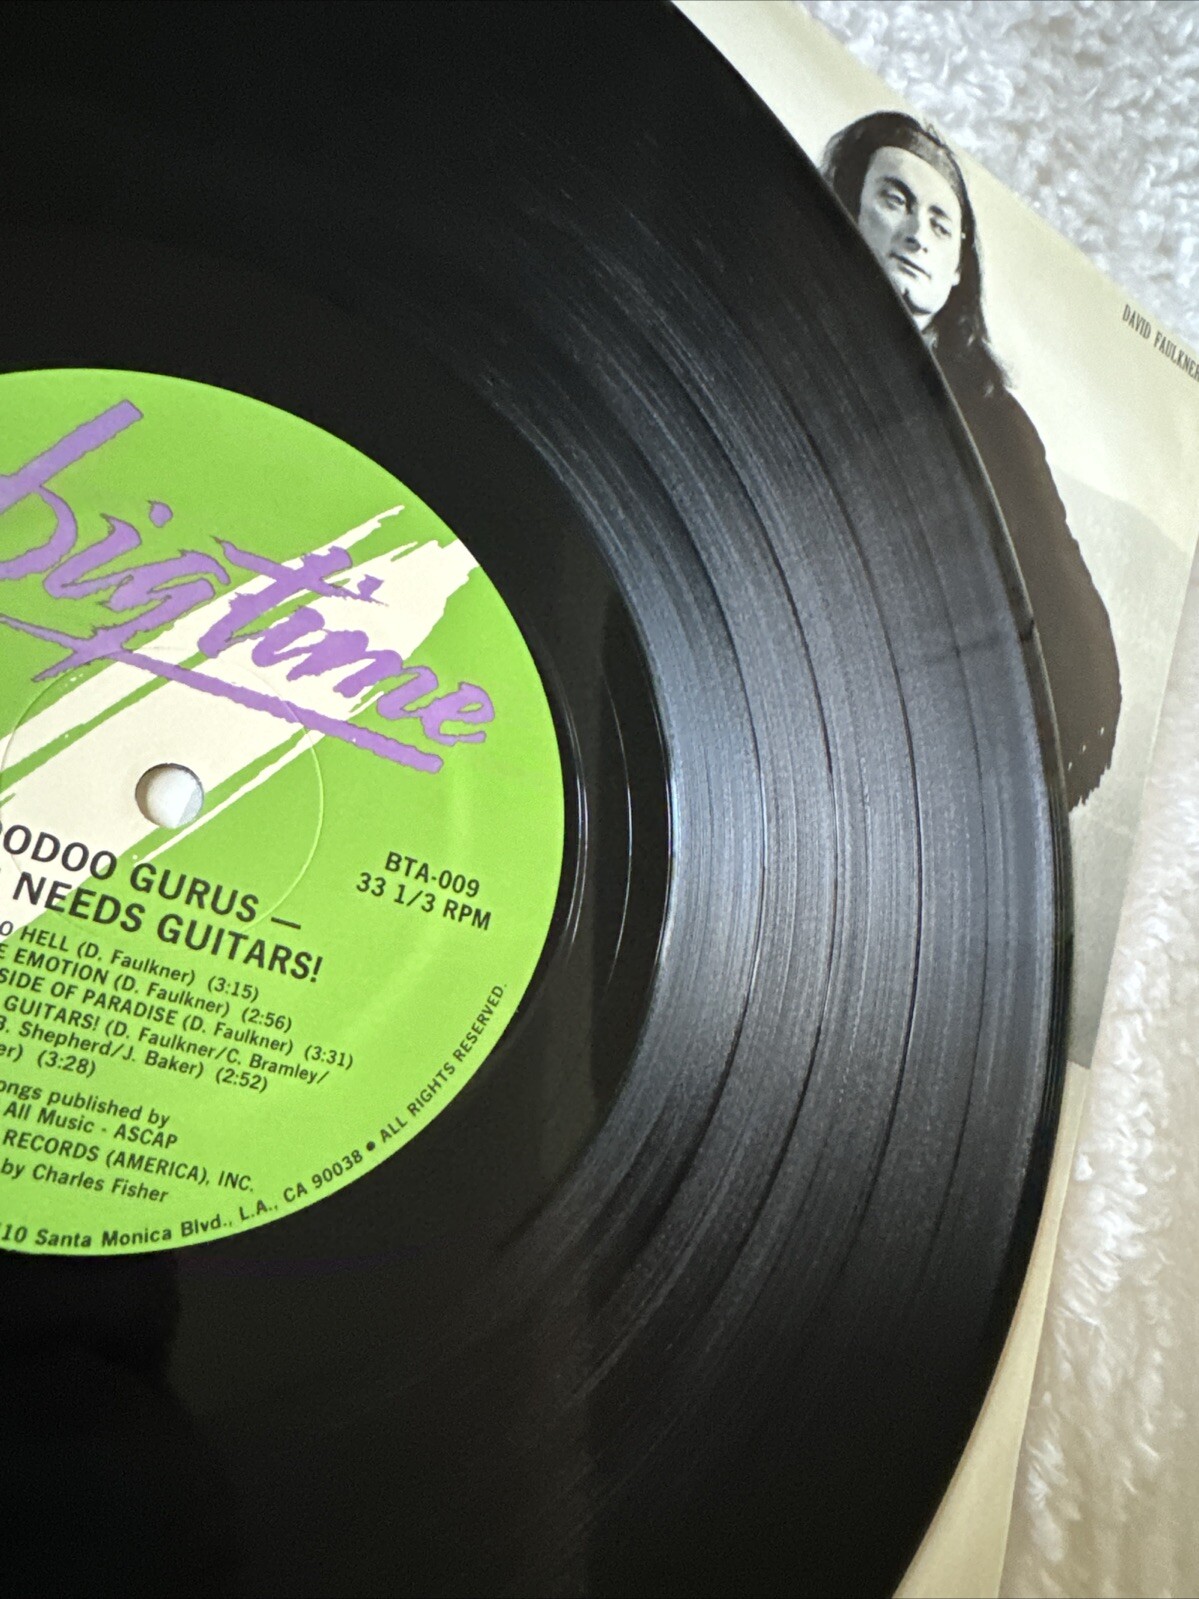 bigtime
OODOO GURUS —
NEEDS GUITARS!
BTA-009
33 1/3 RPM
O HELL (D. Faulkner) (3:15)
E EMOTION (D. Faulkner) (2:56)
SIDE OF PARADISE (D. Faulkner) (3:31)
GUITARS! (D. Faulkner/C. Bramley/
B. Shepherd/J. Baker) (2:52)
er) (3:28)
ongs published by
All Music - ASCAP
RECORDS (AMERICA), INC.
by Charles Fisher
10 Santa Monica Blvd., L.A., CA 90038 ● ALL RIGHTS RESERVED.
DAVID FAULKNER